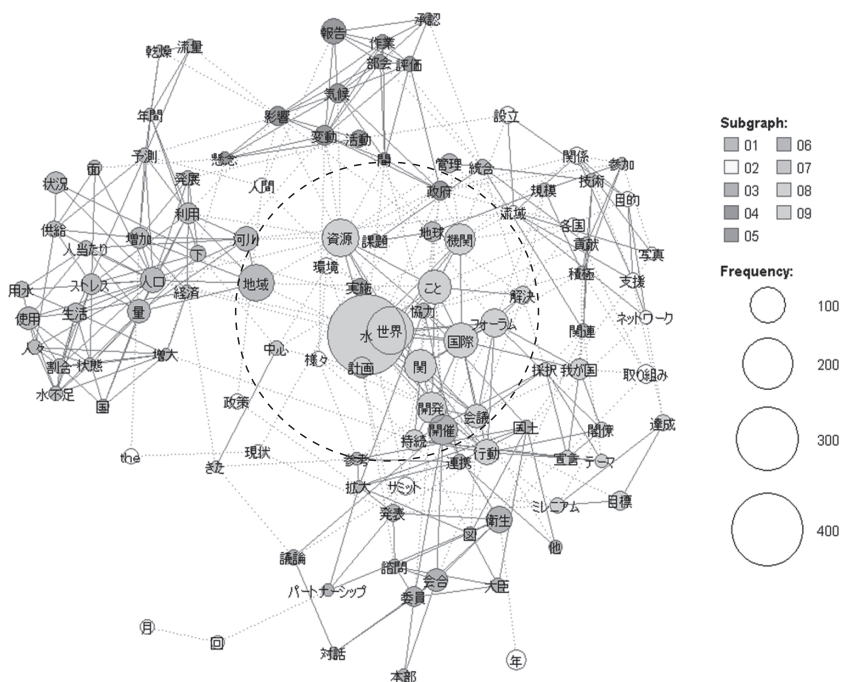 承認
報告
作業
乾燥
流量
部会
評価
気候
年間
影響
設立
変動
活動
予測
懸念
間
管理
統合
関係
参加
面
状況
発展
人間
政府
規模
技術
目的
利用
流域
供給
増加
河川
資源
課題
地球
機関
各国
貢献
人当たり
下
写真
環境
積極
支援
用水
ストレス
人口
経済
地域
実施
こと
解決
使用
生活
量
協力
フォーラム
ネットワーク
水
世界
国際
関連
人々
割合
状態
増大
中心
様々
計画
関
採択
我が国
取り組み
水不足
国
政策
開発
会議
持続
開催
国土
閣僚
達成
the
きた
現状
参考
連携
行動
宣言
テーマ
拡大
サミット
ミレニアム
目標
発表
衛生
図
他
議論
諮問
パートナーシップ
会合
委員
大臣
月
回
対話
本部
年
Subgraph:
01 06
02 07
03 08
04 09
05
Frequency:
100
200
300
400